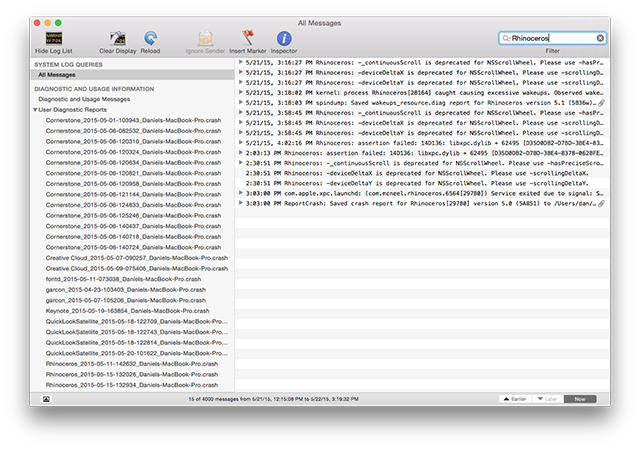 All Messages
Hide Log List
Clear Display
Reload
Ignore Sender
Insert Marker
Inspector
Rhinoceros
Filter
SYSTEM LOG QUERIES
All Messages
DIAGNOSTIC AND USAGE INFORMATION
Diagnostic and Usage Messages
User Diagnostic Reports
Cornerstone_2015-05-01-103943_Daniels-MacBook-Pro.crash
Cornerstone_2015-05-06-082532_Daniels-MacBook-Pro.crash
Cornerstone_2015-05-06-120310_Daniels-MacBook-Pro.crash
Cornerstone_2015-05-06-120324_Daniels-MacBook-Pro.crash
Cornerstone_2015-05-06-120634_Daniels-MacBook-Pro.crash
Cornerstone_2015-05-06-120821_Daniels-MacBook-Pro.crash
Cornerstone_2015-05-06-120958_Daniels-MacBook-Pro.crash
Cornerstone_2015-05-06-121144_Daniels-MacBook-Pro.crash
Cornerstone_2015-05-06-124833_Daniels-MacBook-Pro.crash
Cornerstone_2015-05-06-125246_Daniels-MacBook-Pro.crash
Cornerstone_2015-05-06-140437_Daniels-MacBook-Pro.crash
Cornerstone_2015-05-06-140718_Daniels-MacBook-Pro.crash
Cornerstone_2015-05-06-140724_Daniels-MacBook-Pro.crash
Creative Cloud_2015-05-07-090257_Daniels-MacBook-Pro.crash
Creative Cloud_2015-05-09-075406_Daniels-MacBook-Pro.crash
fontd_2015-05-11-073038_Daniels-MacBook-Pro.crash
garcon_2015-04-23-103403_Daniels-MacBook-Pro.crash
garcon_2015-05-07-105206_Daniels-MacBook-Pro.crash
Keynote_2015-05-19-163854_Daniels-MacBook-Pro.crash
QuickLookSatellite_2015-05-18-122709_Daniels-MacBook-Pro...
QuickLookSatellite_2015-05-18-122743_Daniels-MacBook-Pro...
QuickLookSatellite_2015-05-18-122814_Daniels-MacBook-Pro...
QuickLookSatellite_2015-05-20-101622_Daniels-MacBook-Pro...
Rhinoceros_2015-05-11-142632_Daniels-MacBook-Pro.crash
Rhinoceros_2015-05-15-132934_Daniels-MacBook-Pro.crash
Rhinoceros_2015-05-15-132934_Daniels-MacBook-Pro.crash
5/21/15, 3:16:27 PM Rhinoceros: -_continuousScroll is deprecated for NSScrollWheel. Please use -hasPr...
5/21/15, 3:16:27 PM Rhinoceros: -deviceDeltaX is deprecated for NSScrollWheel. Please use -scrollingD...
5/21/15, 3:16:27 PM Rhinoceros: -deviceDeltaY is deprecated for NSScrollWheel. Please use -scrollingD...
5/21/15, 3:18:02 PM kernel: process Rhinoceros[28164] caught causing excessive wakeups. Observed wake...
5/21/15, 3:18:03 PM spindump: Saved wakeups_resource.diag report for Rhinoceros version 5.1 (5B36w)...
5/21/15, 3:58:45 PM Rhinoceros: -_continuousScroll is deprecated for NSScrollWheel. Please use -hasPr...
5/21/15, 3:58:45 PM Rhinoceros: -deviceDeltaX is deprecated for NSScrollWheel. Please use -scrollingD...
5/21/15, 3:58:45 PM Rhinoceros: -deviceDeltaY is deprecated for NSScrollWheel. Please use -scrollingD...
5/21/15, 4:02:16 PM Rhinoceros: assertion failed: 14D136: libxpc.dylib + 62495
2:03:13 PM Rhinoceros: assertion failed: 14D136: libxpc.dylib + 62495
2:30:51 PM Rhinoceros: -_continuousScroll is deprecated for NSScrollWheel. Please use -hasPreciseScro...
2:30:51 PM Rhinoceros: -deviceDeltaX is deprecated for NSScrollWheel. Please use -scrollingDeltaX.
2:30:51 PM Rhinoceros: -deviceDeltaY is deprecated for NSScrollWheel. Please use -scrollingDeltaY.
3:03:00 PM com.apple.xpc.launchd: (com.mcneel.rhinoceros.6564[29780]) Service exited due to signal: S...
3:03:00 PM ReportCrash: Saved crash report for Rhinoceros[29780] version 5.0 (5A851) to /Users/dan/...
15 of 4000 messages from 5/21/15, 12:15:08 PM to 5/22/15, 3:19:32 PM
Earlier
Later
Now